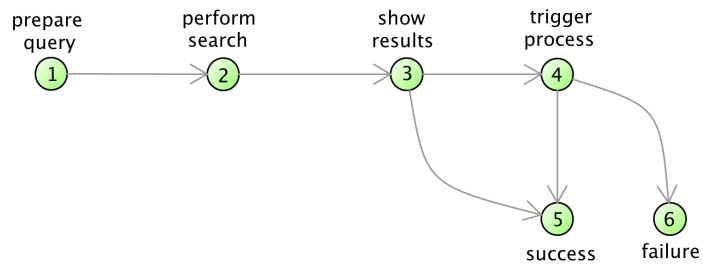 prepare
query
perform
search
show
results
trigger
process
1
2
3
4
5
6
success
failure